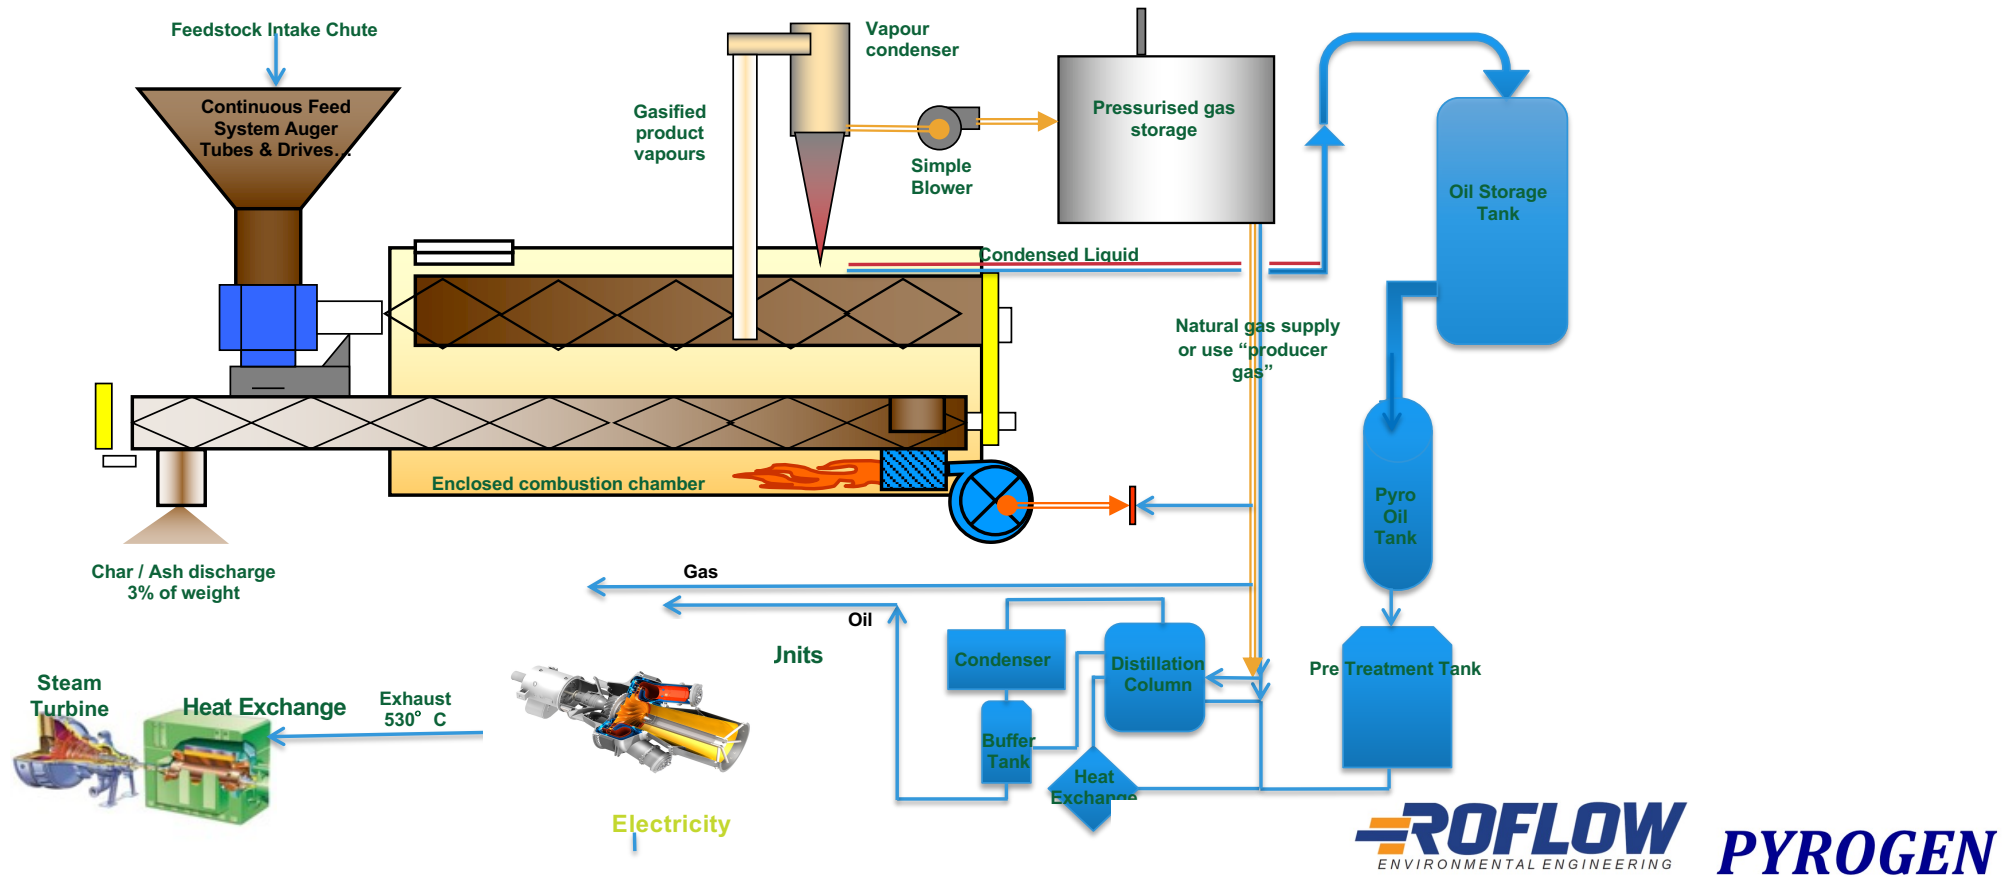 Feedstock Intake Chute
Continuous Feed
System Auger
Tubes & Drives…
Gasified
product
vapours
Vapour
condenser
Simple
Blower
Pressurised gas
storage
Oil Storage
Tank
Condensed Liquid
Natural gas supply
or use “producer
gas”
Enclosed combustion chamber
Pyro
Oil
Tank
Char / Ash discharge
3% of weight
Gas
Oil
Condenser
Distillation
Column
Pre Treatment Tank
Buffer
Tank
Heat
Exchange
Steam
Turbine
Heat Exchange
Exhaust
530° C
Electricity
ROFLOW
ENVIRONMENTAL ENGINEERING
PYROGEN